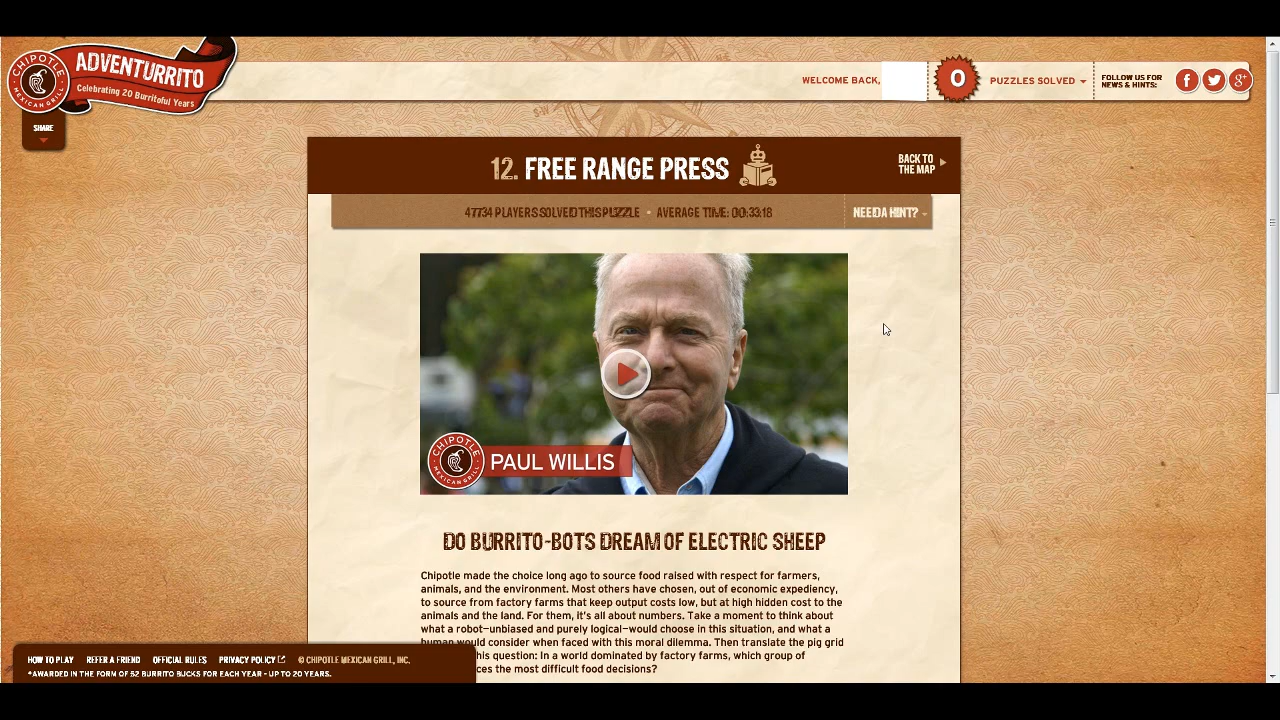 CHIPOTLE
MEXICAN GRILL
ADVENTURRITO
Celebrating 20 Burritoful Years
SHARE
WELCOME BACK,
0
PUZZLES SOLVED
FOLLOW US FOR
NEWS & HINTS:
12. FREE RANGE PRESS
BACK TO
THE MAP
47734 PLAYERS SOLVED THIS PUZZLE • AVERAGE TIME: 00:33:18
NEED A HINT?
CHIPOTLE
MEXICAN GRILL
PAUL WILLIS
DO BURRITO-BOTS DREAM OF ELECTRIC SHEEP
Chipotle made the choice long ago to source food raised with respect for farmers,
animals, and the environment. Most others have chosen, out of economic expediency,
to source from factory farms that keep output costs low, but at high hidden cost to the
animals and the land. For them, it's all about numbers. Take a moment to think about
what a robot—unbiased and purely logical—would choose in this situation, and what a
human would consider when faced with this moral dilemma. Then translate the pig grid
this question: In a world dominated by factory farms, which group of
ces the most difficult food decisions?
HOW TO PLAY REFER A FRIEND OFFICIAL RULES PRIVACY POLICY © CHIPOTLE MEXICAN GRILL, INC.
*AWARDED IN THE FORM OF 52 BURRITO BUCKS FOR EACH YEAR - UP TO 20 YEARS.